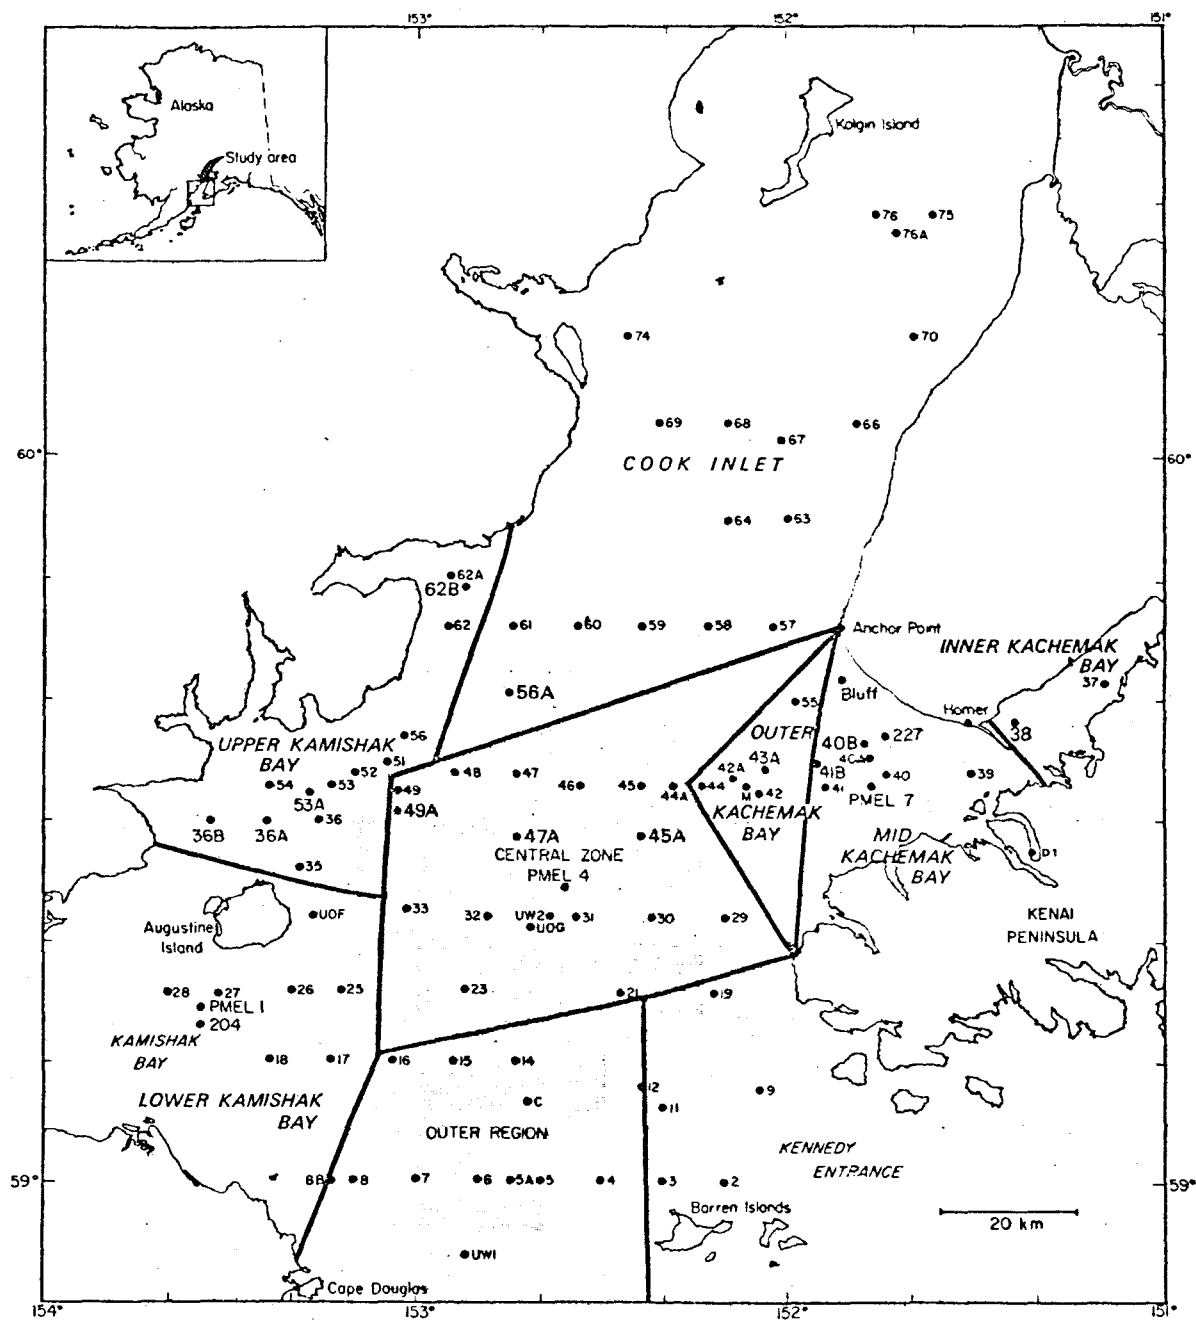 153°
152°
151°
Alaska
Study area
Kalgin Island
76
75
76A
74
70
69
68
66
67
60°
COOK INLET
60°
64
63
62A
62B
62
61
60
59
58
57
Anchor Point
INNER KACHEMAK
BAY
37
56A
Bluff
55
Homer
38
56
UPPER KAMISHAK
BAY
OUTER
227
40B
51
52
48
47
43A
42A
40A
41B
40
39
54
53
53A
49
46
45
44A
44
M
42
41
PMEL 7
49A
KACHEMAK
BAY
36B
36A
36
47A
45A
MID
KACHEMAK
BAY
CENTRAL ZONE
PMEL 4
D1
35
33
32
UW2
31
30
29
UOF
UOG
Augustine
Island
KENAI
PENINSULA
28
27
26
25
23
21
19
PMEL 1
204
KAMISHAK
BAY
18
17
16
15
14
12
9
11
C
LOWER KAMISHAK
BAY
OUTER REGION
KENNEDY
ENTRANCE
59°
8B
8
7
6
5A
5
4
3
2
59°
Barren Islands
20 km
UW1
Cape Douglas
154°
153°
152°
151°